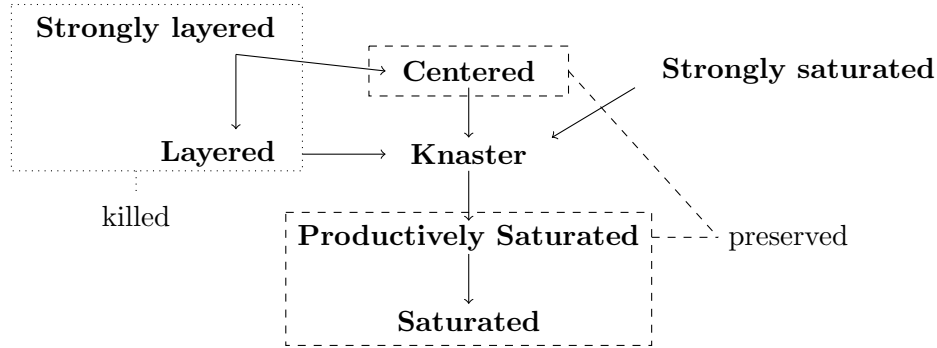 Strongly layered
Centered
Strongly saturated
Layered
Knaster
killed
Productively Saturated
preserved
Saturated